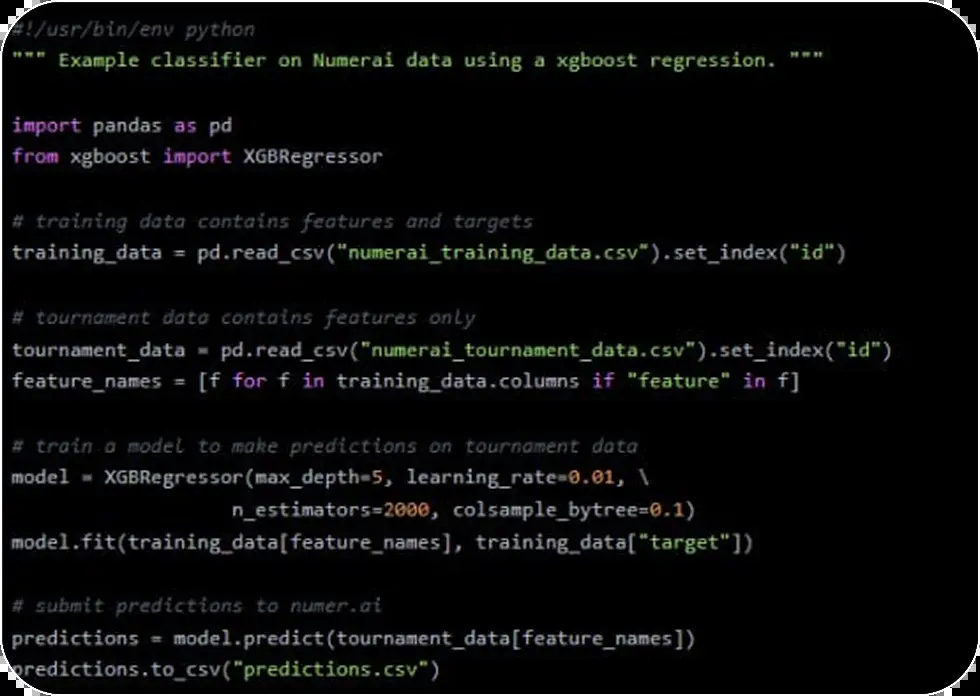 #!/usr/bin/env python
""" Example classifier on Numerai data using a xgboost regression. """
import pandas as pd
from xgboost import XGBRegressor
# training data contains features and targets
training_data = pd.read_csv("numerai_training_data.csv").set_index("id")
# tournament data contains features only
tournament_data = pd.read_csv("numerai_tournament_data.csv").set_index("id")
feature_names = [f for f in training_data.columns if "feature" in f]
# train a model to make predictions on tournament data
model = XGBRegressor(max_depth=5, learning_rate=0.01, \
n_estimators=2000, colsample_bytree=0.1)
model.fit(training_data[feature_names], training_data["target"])
# submit predictions to numer.ai
predictions = model.predict(tournament_data[feature_names])
predictions.to_csv("predictions.csv")